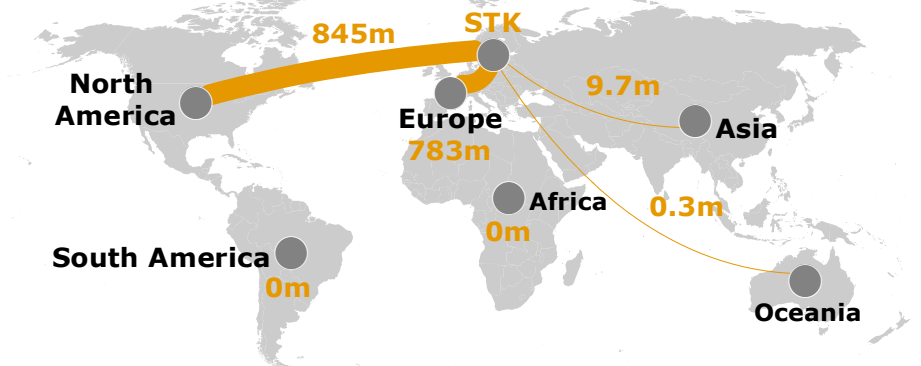 STK
845m
North
America
9.7m
Europe
Asia
783m
Africa
0.3m
0m
South America
0m
Oceania